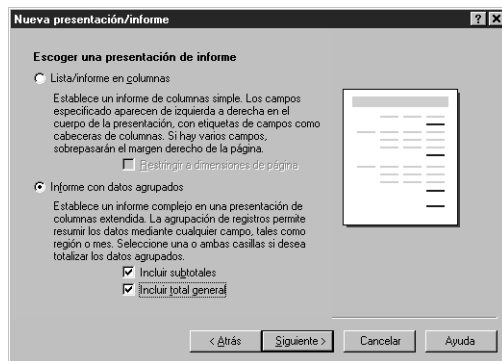 Nueva presentación/informe
Escoger una presentación de informe
Lista/informe en columnas
Establece un informe de columnas simple. Los campos
especificado aparecen de izquierda a derecha en el
cuerpo de la presentación, con etiquetas de campos como
cabeceras de columnas. Si hay varios campos,
sobrepasarán el margen derecho de la página.
Restringir a dimensiones de página
Informe con datos agrupados
Establece un informe complejo en una presentación de
columnas extendida. La agrupación de registros permite
resumir los datos mediante cualquier campo, tales como
región o mes. Seleccione una o ambas casillas si desea
totalizar los datos agrupados.
Incluir subtotales
Incluir total general
< Atrás Siguiente > Cancelar Ayuda